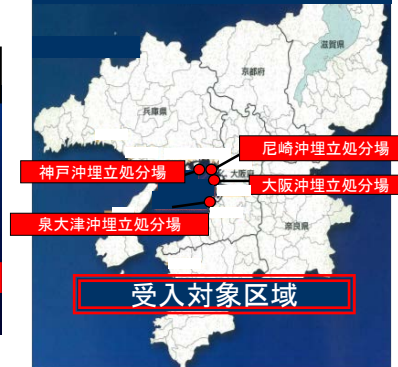 滋賀県
京都府
兵庫県
尼崎沖埋立処分場
神戸沖埋立処分場
大阪府
大阪沖埋立処分場
泉大津沖埋立処分場
奈良県
受入対象区域